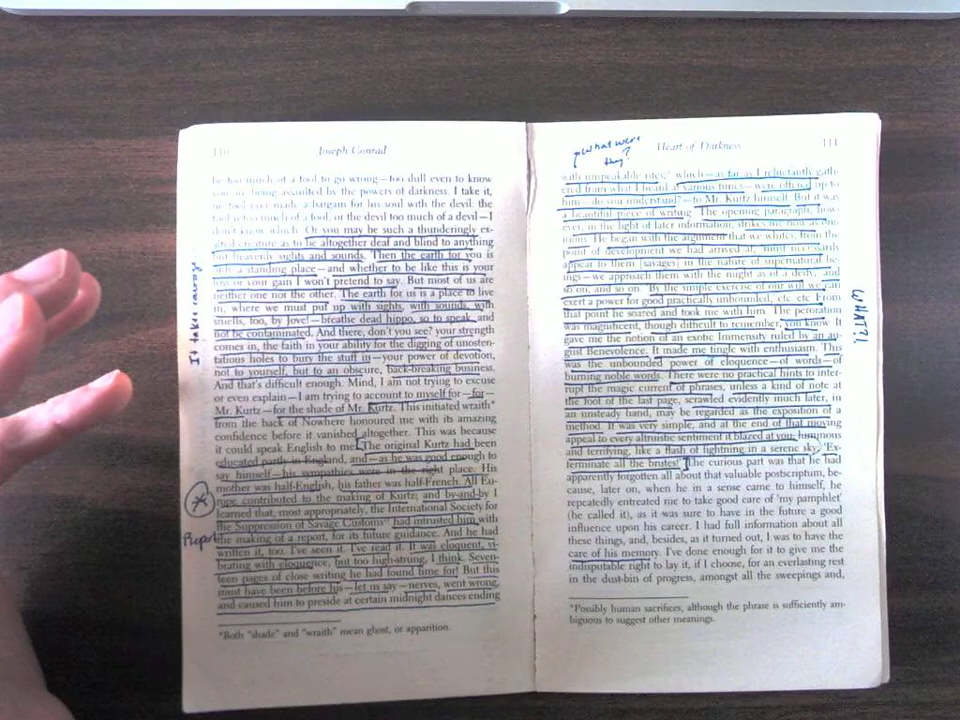 110
Joseph Conrad
be too much of a fool to go wrong—too dull even to know
you are being assaulted by the powers of darkness. I take it,
no fool ever made a bargain for his soul with the devil: the
fool is too much of a fool, or the devil too much of a devil—I
don't know which. Or you may be such a thunderingly ex-
alted creature as to be altogether deaf and blind to anything
but heavenly sights and sounds. Then the earth for you is
only a standing place—and whether to be like this is your
loss or your gain I won't pretend to say. But most of us are
neither one nor the other. The earth for us is a place to live
in, where we must put up with sights, with sounds, with
smells, too, by Jove!—breathe dead hippo, so to speak, and
not be contaminated. And there, don't you see? your strength
comes in, the faith in your ability for the digging of unosten-
tatious holes to bury the stuff in—your power of devotion,
not to yourself, but to an obscure, back-breaking business.
And that's difficult enough. Mind, I am not trying to excuse
or even explain—I am trying to account to myself for—for—
Mr. Kurtz—for the shade of Mr. Kurtz. This initiated wraith*
from the back of Nowhere honoured me with its amazing
confidence before it vanished altogether. This was because
it could speak English to me. [The original Kurtz had been
educated partly in England, and—as he was good enough to
say himself—his sympathies were in the right place. His
mother was half-English, his father was half-French. All Eu-
rope contributed to the making of Kurtz; and by-and-by I
learned that, most appropriately, the International Society for
the Suppression of Savage Customs had intrusted him with
the making of a report, for its future guidance. And he had
written it, too. I've seen it. I've read it. It was eloquent, vi-
brating with eloquence, but too high-strung, I think. Seven-
teen pages of close writing he had found time for! But this
must have been before his—let us say—nerves, went wrong,
and caused him to preside at certain midnight dances ending
*Both "shade" and "wraith" mean ghost, or apparition.
It takes courage
Report
what were
they?
Heart of Darkness
111
with unspeakable rites,* which—as far as I reluctantly gath-
ered from what I heard at various times—were offered up to
him—do you understand?—to Mr. Kurtz himself. But it was
a beautiful piece of writing. The opening paragraph, how-
ever, in the light of later information, strikes me now as omi-
nous. He began with the argument that we whites, from the
point of development we had arrived at, 'must necessarily
appear to them [savages] in the nature of supernatural be-
ings—we approach them with the might as of a deity,' and
so on, and so on. 'By the simple exercise of our will we can
exert a power for good practically unbounded,' etc. etc. From
that point he soared and took me with him. The peroration
was magnificent, though difficult to remember, you know. It
gave me the notion of an exotic Immensity ruled by an au-
gust Benevolence. It made me tingle with enthusiasm. This
was the unbounded power of eloquence—of words—of
burning noble words. There were no practical hints to inter-
rupt the magic current of phrases, unless a kind of note at
the foot of the last page, scrawled evidently much later, in
an unsteady hand, may be regarded as the exposition of a
method. It was very simple, and at the end of that moving
appeal to every altruistic sentiment it blazed at you, luminous
and terrifying, like a flash of lightning in a serene sky: 'Ex-
terminate all the brutes!'] The curious part was that he had
apparently forgotten all about that valuable postscriptum, be-
cause, later on, when he in a sense came to himself, he
repeatedly entreated me to take good care of 'my pamphlet'
(he called it), as it was sure to have in the future a good
influence upon his career. I had full information about all
these things, and, besides, as it turned out, I was to have the
care of his memory. I've done enough for it to give me the
indisputable right to lay it, if I choose, for an everlasting rest
in the dust-bin of progress, amongst all the sweepings and,
*Possibly human sacrifices, although the phrase is sufficiently am-
biguous to suggest other meanings.
WHAT?!